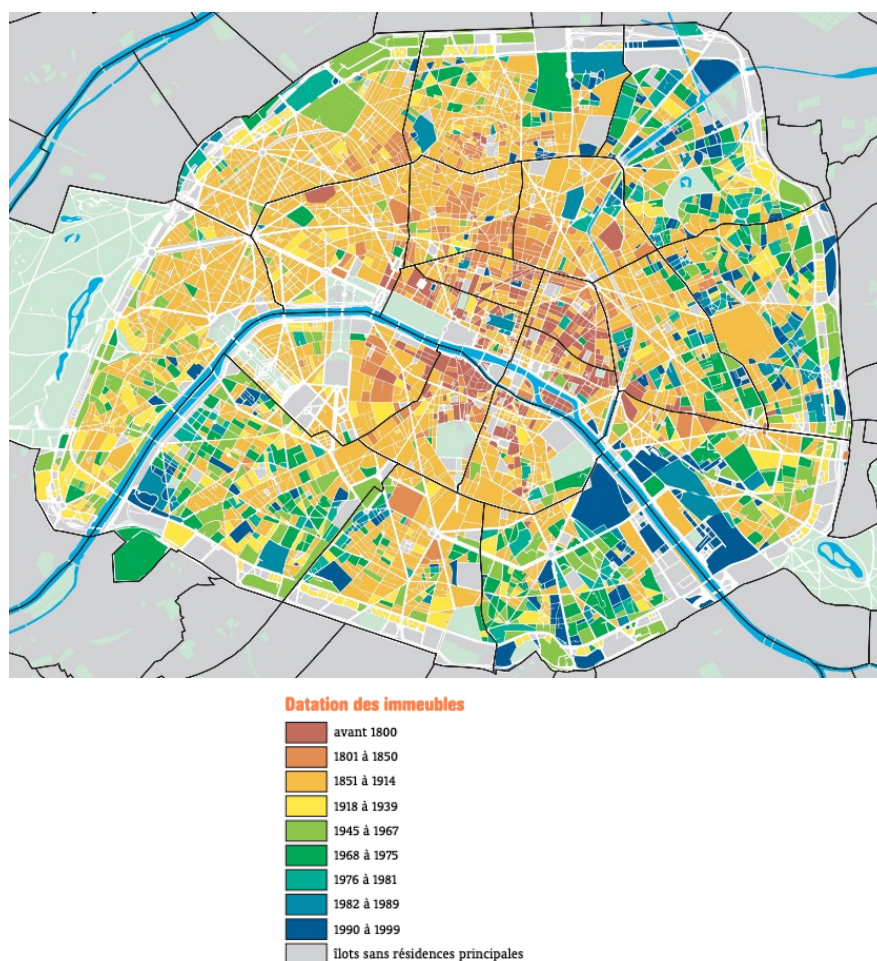 Datation des immeubles
avant 1800
1801 à 1850
1851 à 1914
1918 à 1939
1945 à 1967
1968 à 1975
1976 à 1981
1982 à 1989
1990 à 1999
îlots sans résidences principales